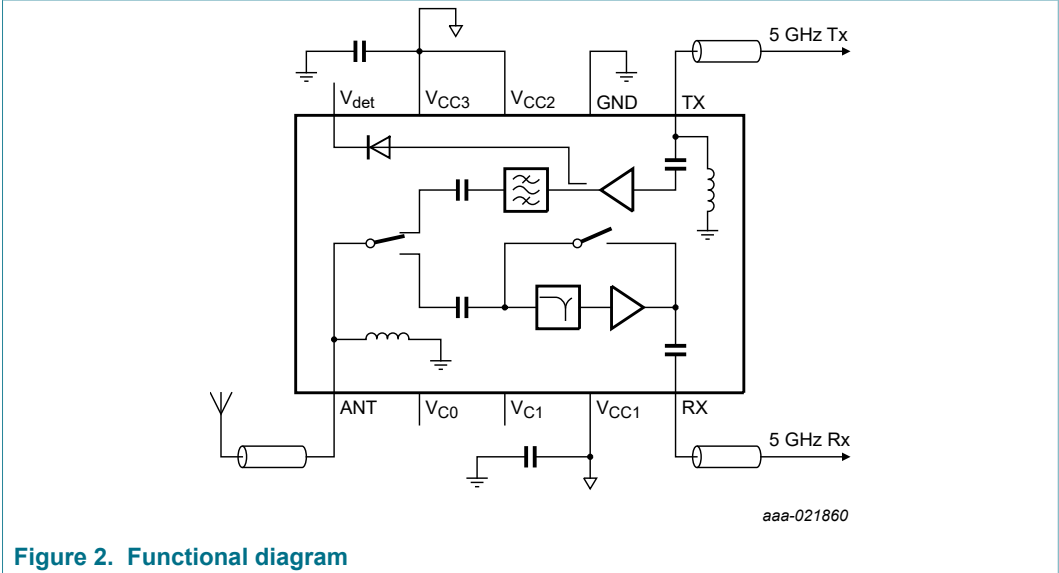 5 GHz Tx
Vdet
VCC3
VCC2
GND
TX
ANT
VC0
VC1
VCC1
RX
5 GHz Rx
aaa-021860
Figure 2. Functional diagram